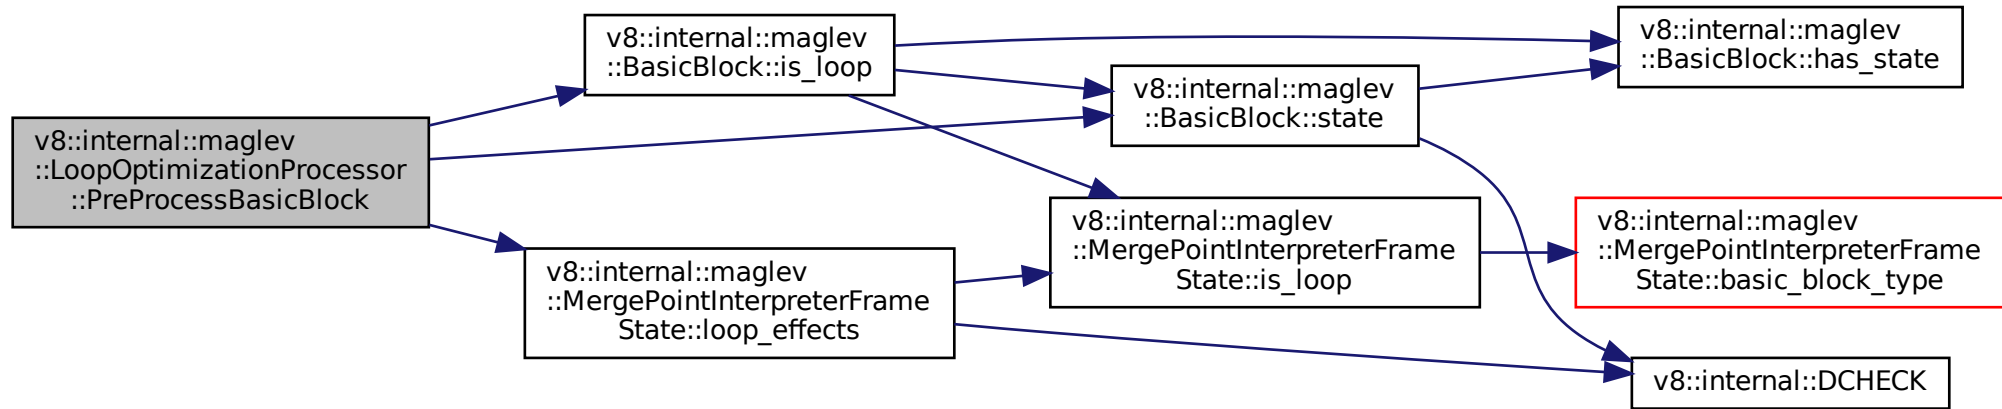 v8::internal::maglev
::LoopOptimizationProcessor
::PreProcessBasicBlock
v8::internal::maglev
::BasicBlock::is_loop
v8::internal::maglev
::MergePointInterpreterFrame
State::loop_effects
v8::internal::maglev
::BasicBlock::state
v8::internal::maglev
::MergePointInterpreterFrame
State::is_loop
v8::internal::maglev
::BasicBlock::has_state
v8::internal::maglev
::MergePointInterpreterFrame
State::basic_block_type
v8::internal::DCHECK